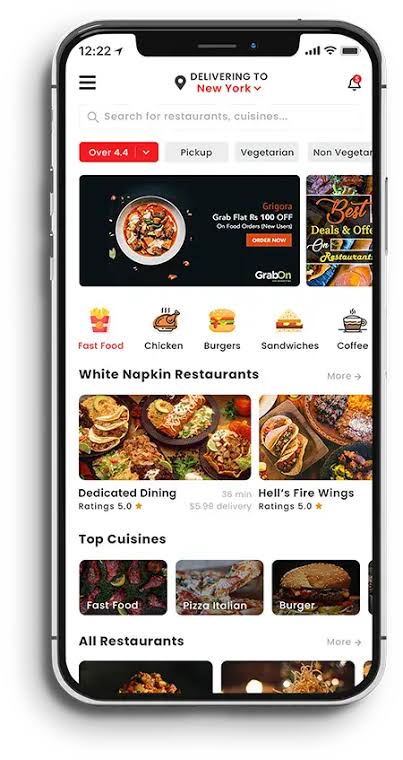 12:22
DELIVERING TO
New York
Search for restaurants, cuisines...
Over 4.4
Pickup
Vegetarian
Non Vegetar
Grigora
Grab Flat Rs 100 OFF
On Food Orders (New Users)
ORDER NOW
GrabOn
Best
Deals & Offe
On
Restaurant
Fast Food
Chicken
Burgers
Sandwiches
Coffee
White Napkin Restaurants
More →
Dedicated Dining
36 min
Ratings 5.0
$5.98 delivery
Hell's Fire Wings
Ratings 5.0
Top Cuisines
Fast Food
Pizza Italian
Burger
All Restaurants
More →